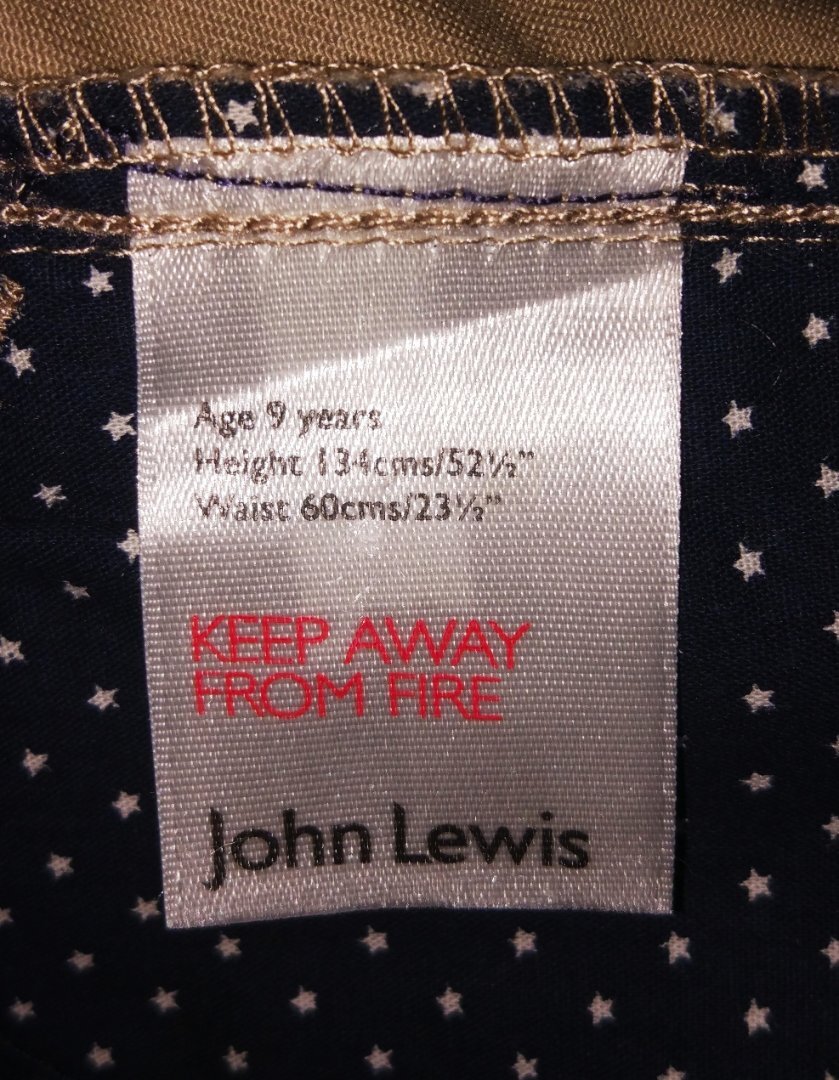 Age 9 years
Height 134cms/52½"
Waist 60cms/23½"
KEEP AWAY
FROM FIRE
John Lewis